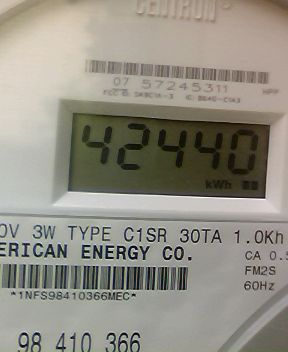 CENTRON®
07 57245311 HPP
42440
kWh
0V 3W TYPE C1SR 30TA 1.0Kh
ERICAN ENERGY CO. CA 0.5
FM2S
*1NFS98410366MEC* 60Hz
98 410 366